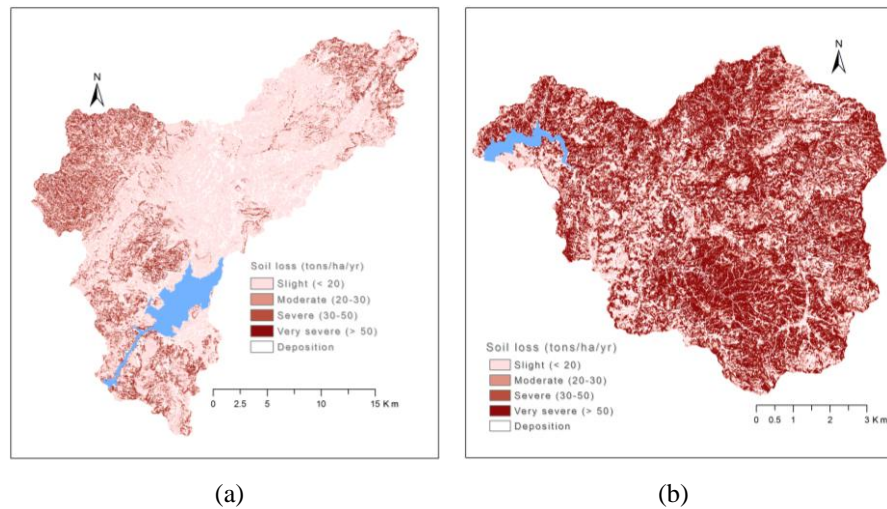 N
Soil loss (tons/ha/yr)
Slight (< 20)
Moderate (20-30)
Severe (30-50)
Very severe (> 50)
Deposition
0 2.5 5 10 15 Km
(a)
N
Soil loss (tons/ha/yr)
Slight (< 20)
Moderate (20-30)
Severe (30-50)
Very severe (> 50)
Deposition
0 0.5 1 2 3 Km
(b)